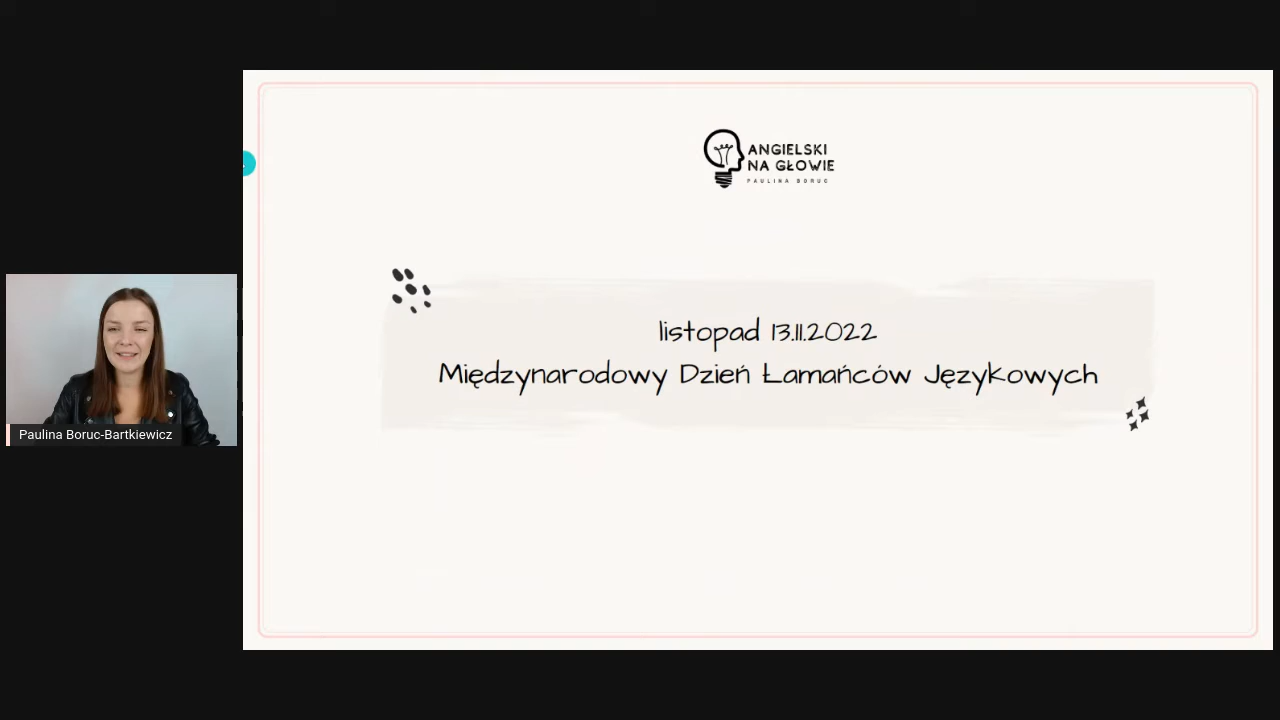 ANGIELSKI
NA GŁOWIE
PAULINA BORUC
listopad 13.11.2022
Międzynarodowy Dzień Łamańców Językowych
Paulina Boruc-Bartkiewicz